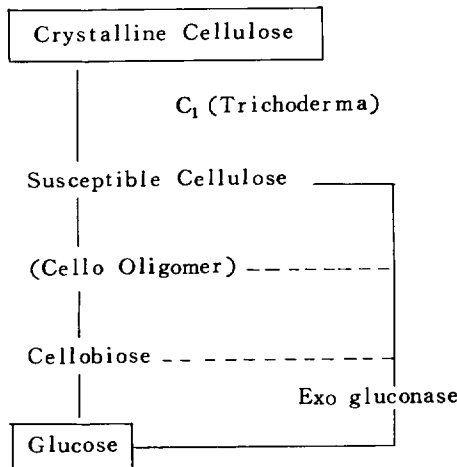 Crystalline Cellulose
C₁ (Trichoderma)
Susceptible Cellulose
(Cello Oligomer)
Cellobiose
Exo gluconase
Glucose